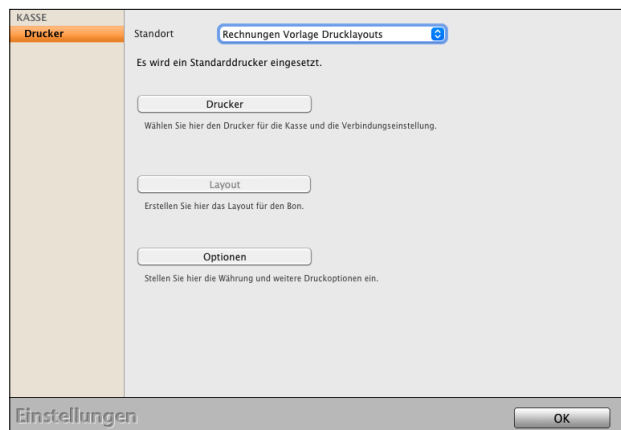 KASSE
Drucker
Standort Rechnungen Vorlage Drucklayouts
Es wird ein Standarddrucker eingesetzt.
Drucker
Wählen Sie hier den Drucker für die Kasse und die Verbindungseinstellung.
Layout
Erstellen Sie hier das Layout für den Bon.
Optionen
Stellen Sie hier die Währung und weitere Druckoptionen ein.
Einstellungen
OK